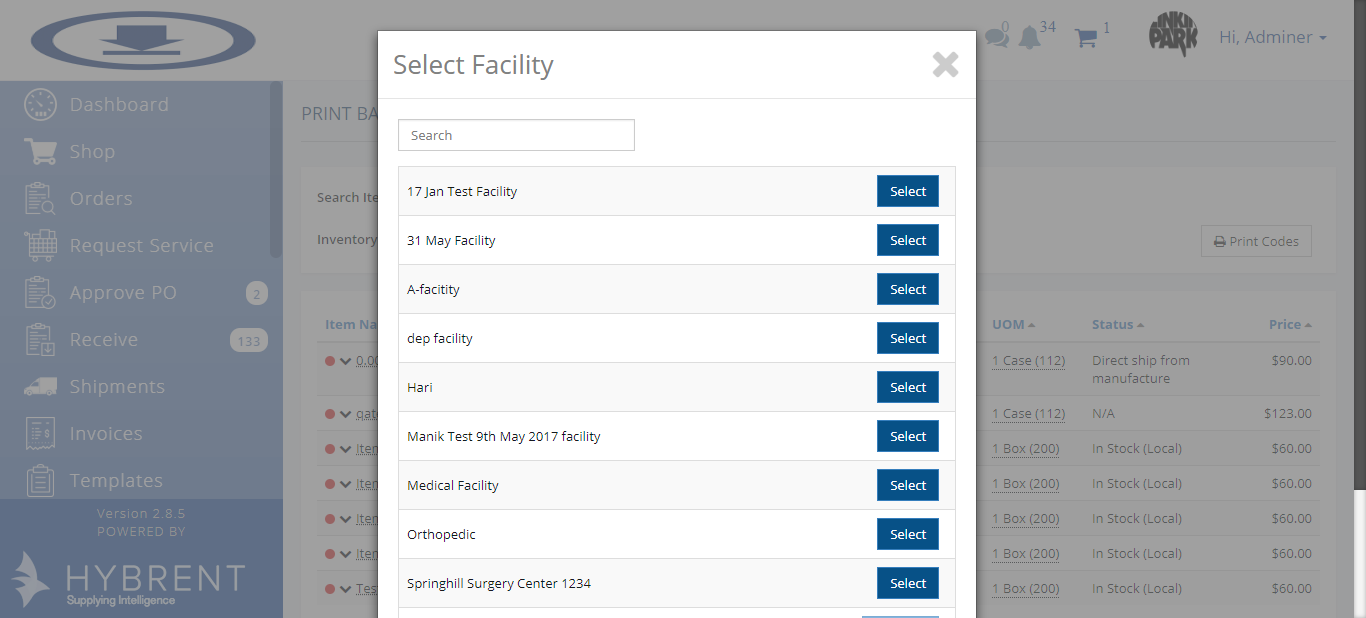 0
34
1
LINKIN
PARK
Hi, Adminer
Dashboard
Shop
Orders
Request Service
Approve PO 2
Receive 133
Shipments
Invoices
Templates
Version 2.8.5
POWERED BY
HYBRENT
Supplying Intelligence
PRINT BA
Search Ite
Inventory
Print Codes
Item Na UOM Status Price
0.00 1 Case (112) Direct ship from $90.00
manufacture
qat 1 Case (112) N/A $123.00
Iten 1 Box (200) In Stock (Local) $60.00
Iten 1 Box (200) In Stock (Local) $60.00
Iten 1 Box (200) In Stock (Local) $60.00
Iten 1 Box (200) In Stock (Local) $60.00
Tes 1 Box (200) In Stock (Local) $60.00
Select Facility
Search
17 Jan Test Facility Select
31 May Facility Select
A-facitity Select
dep facility Select
Hari Select
Manik Test 9th May 2017 facility Select
Medical Facility Select
Orthopedic Select
Springhill Surgery Center 1234 Select